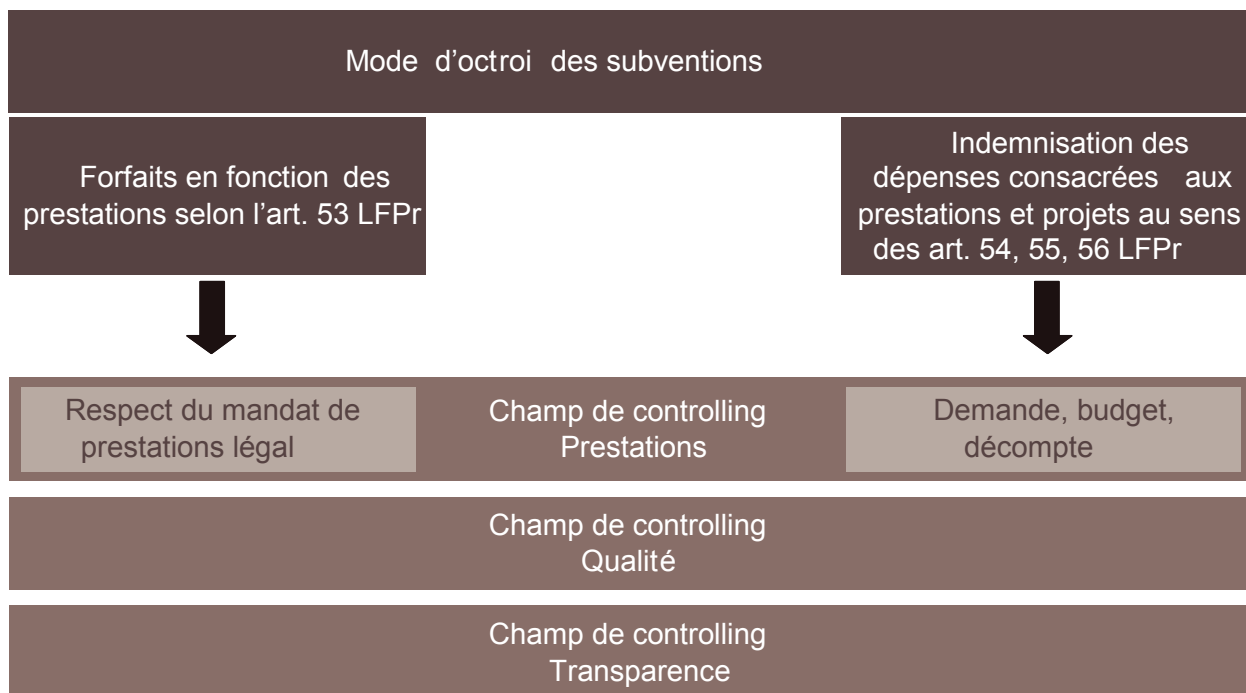 Mode d'octroi des subventions
Forfaits en fonction des
prestations selon l'art. 53 LFPr
Indemnisation des
dépenses consacrées aux
prestations et projets au sens
des art. 54, 55, 56 LFPr
Respect du mandat de
prestations légal
Champ de controlling
Prestations
Demande, budget,
décompte
Champ de controlling
Qualité
Champ de controlling
Transparence